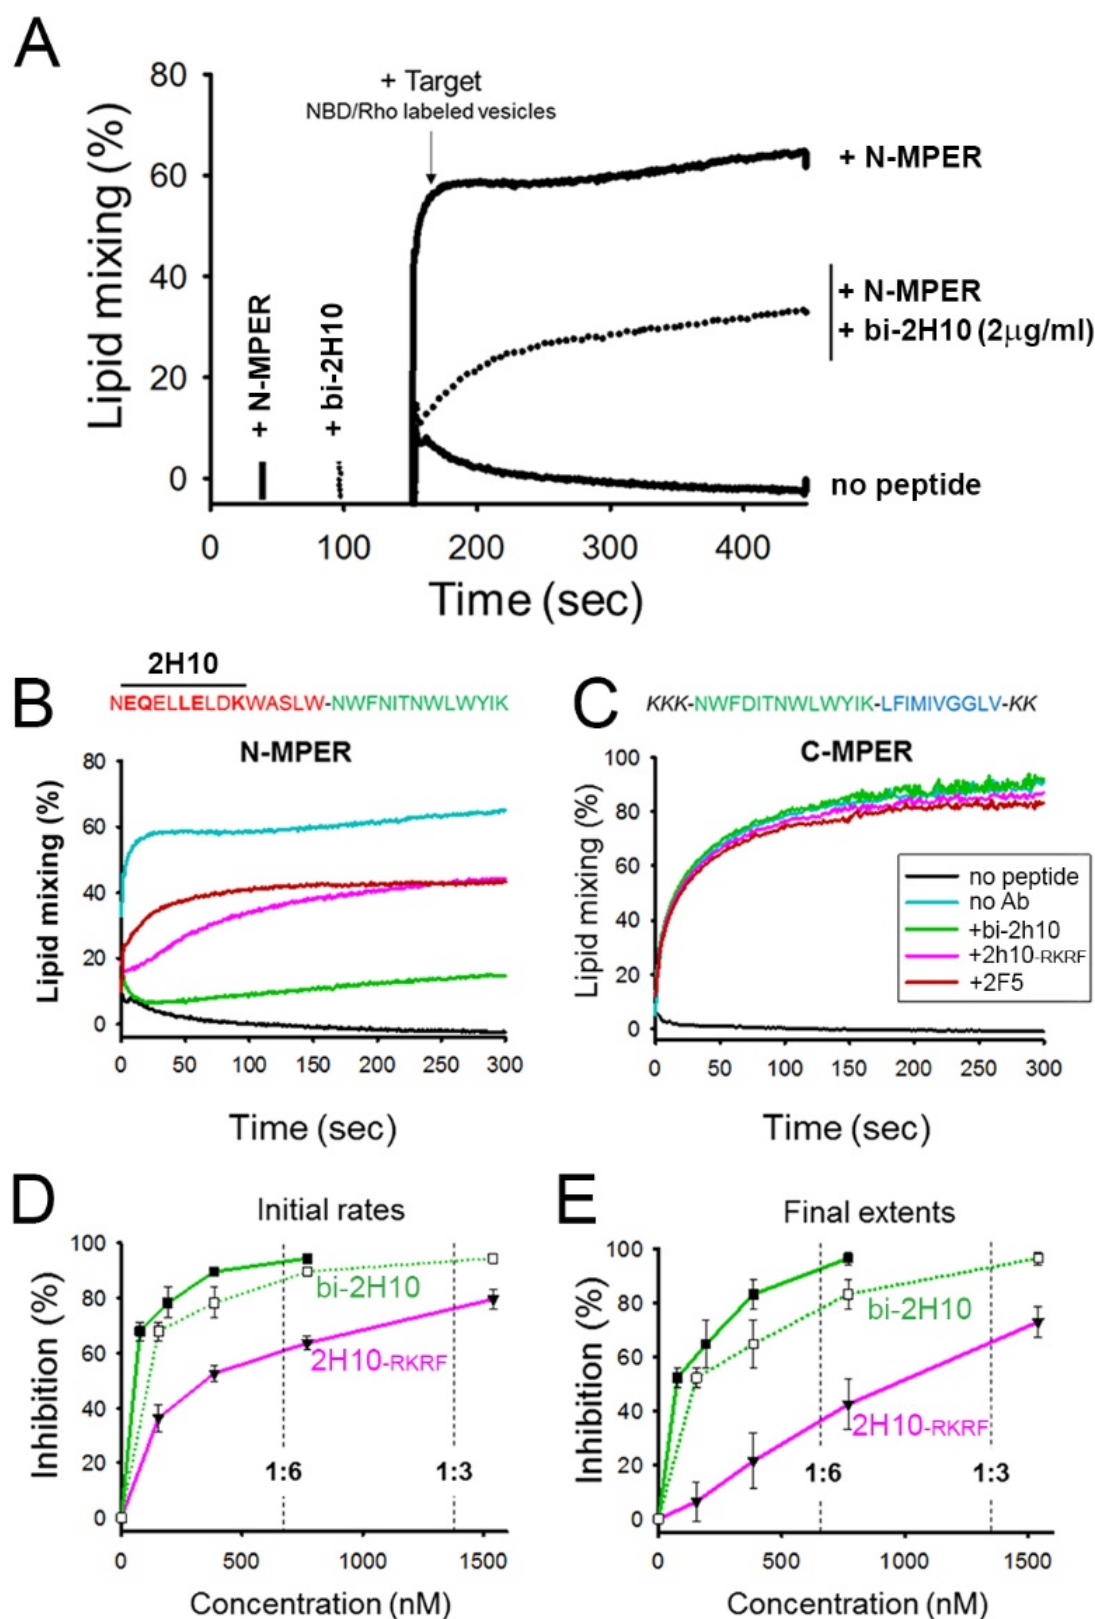 A
80
60
40
20
0
Lipid mixing (%)
+ Target
NBD/Rho labeled vesicles
+ N-MPER
+ bi-2H10
+ N-MPER
+ N-MPER
+ bi-2H10 (2µg/ml)
no peptide
0 100 200 300 400
Time (sec)
B
2H10
NEQELLELDKWASLW-NWFNITNWLWYIK
N-MPER
80
60
40
20
0
Lipid mixing (%)
0 50 100 150 200 250 300
Time (sec)
C
KKK-NWFDITNWLWYIK-LFIMIVGGLV-KK
C-MPER
100
80
60
40
20
0
Lipid mixing (%)
no peptide
no Ab
+bi-2h10
+2h10-RKRF
+2F5
0 50 100 150 200 250 300
Time (sec)
D
Initial rates
100
80
60
40
20
0
Inhibition (%)
bi-2H10
2H10-RKRF
1:6
1:3
0 500 1000 1500
Concentration (nM)
E
Final extents
100
80
60
40
20
0
Inhibition (%)
bi-2H10
2H10-RKRF
1:6
1:3
0 500 1000 1500
Concentration (nM)